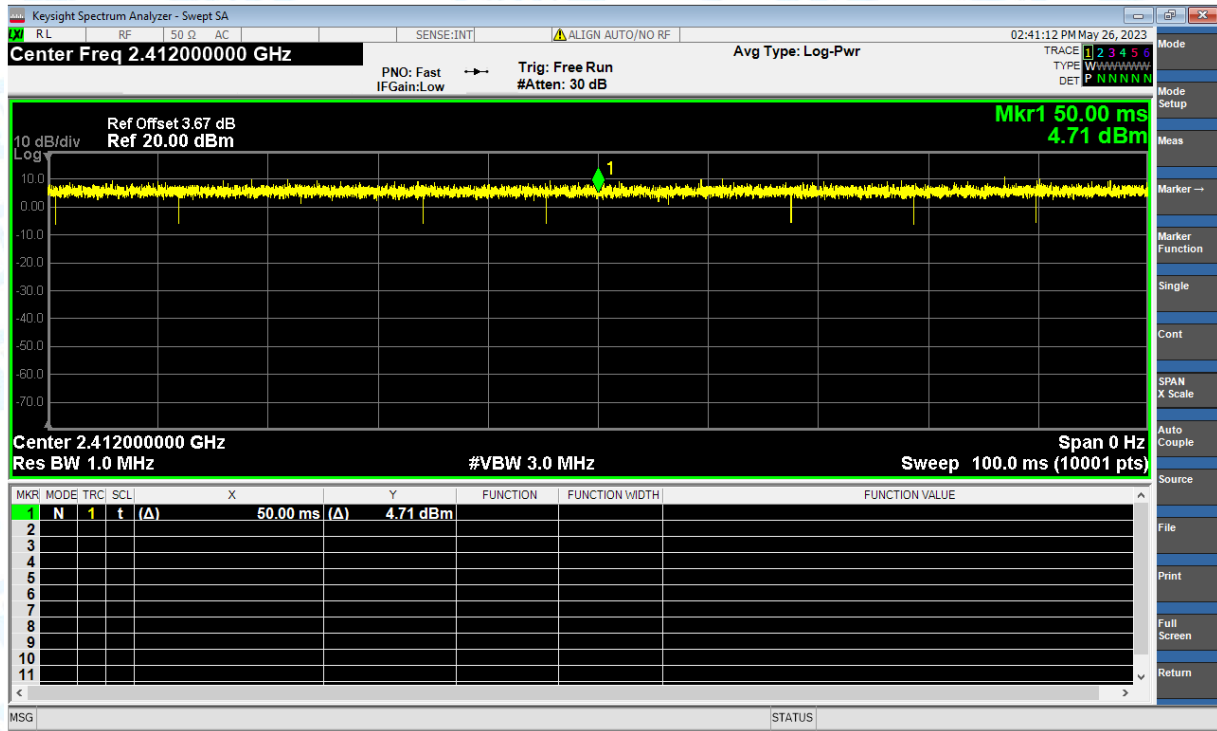 Keysight Spectrum Analyzer - Swept SA
LXI RL RF 50 Ω AC SENSE:INT ALIGN AUTO/NO RF 02:41:12 PM May 26, 2023
Center Freq 2.412000000 GHz
PNO: Fast
IFGain:Low
Trig: Free Run
#Atten: 30 dB
Avg Type: Log-Pwr
TRACE 1 2 3 4 5 6
TYPE WWWWWW
DET P N N N N N
Mkr1 50.00 ms
4.71 dBm
Ref Offset 3.67 dB
10 dB/div Ref 20.00 dBm
Log
1
10.0
0.00
-10.0
-20.0
-30.0
-40.0
-50.0
-60.0
-70.0
Center 2.412000000 GHz Span 0 Hz
Res BW 1.0 MHz #VBW 3.0 MHz Sweep 100.0 ms (10001 pts)
MKR MODE TRC SCL X Y FUNCTION FUNCTION WIDTH FUNCTION VALUE
1 N 1 t (Δ) 50.00 ms (Δ) 4.71 dBm
2
3
4
5
6
7
8
9
10
11
MSG STATUS
Mode
Mode
Setup
Meas
Marker→
Marker
Function
Single
Cont
SPAN
X Scale
Auto
Couple
Source
File
Print
Full
Screen
Return